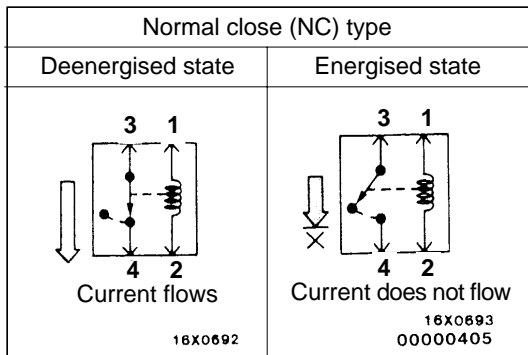 Normal close (NC) type
Deenergised state Energised state
3 1 3 1
4 2 4 2
Current flows Current does not flow
16X0692 16X0693
00000405